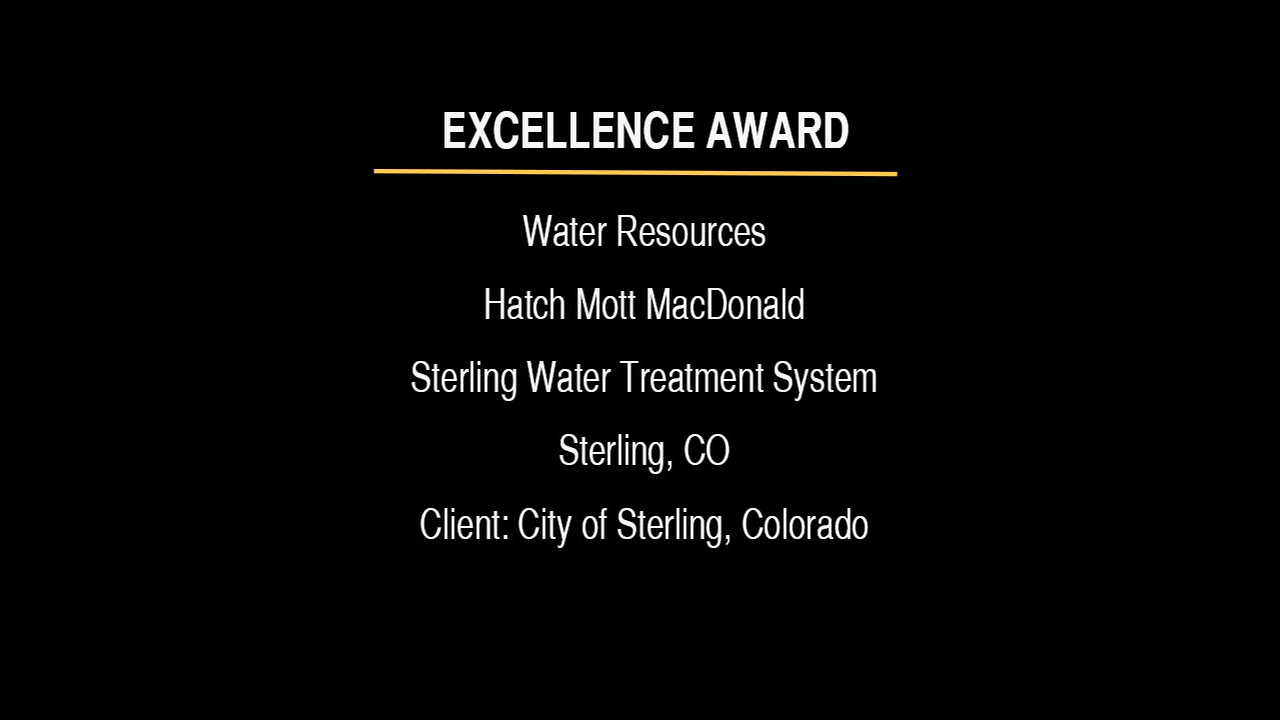 EXCELLENCE AWARD
Water Resources
Hatch Mott MacDonald
Sterling Water Treatment System
Sterling, CO
Client: City of Sterling, Colorado